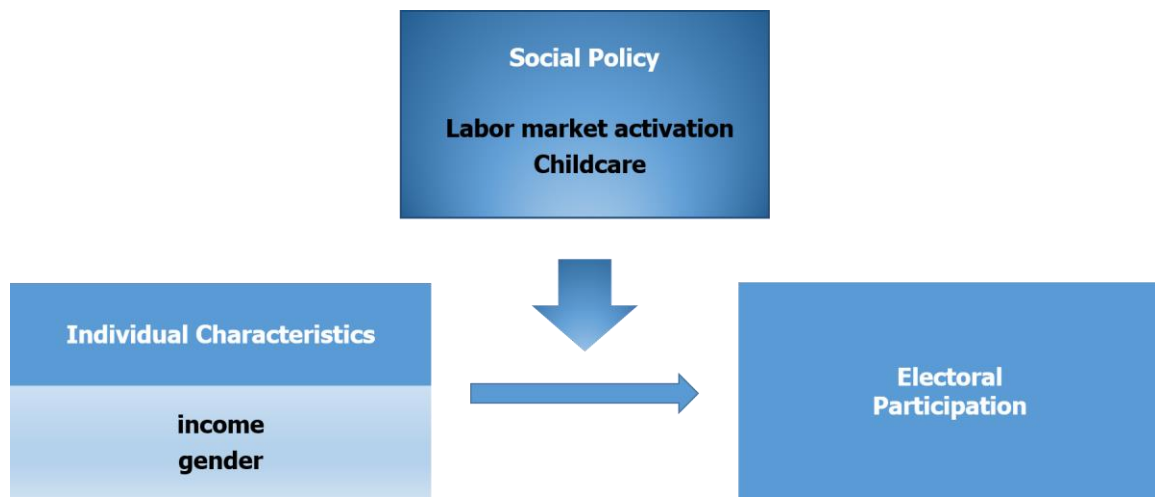 Social Policy
Labor market activation
Childcare
Individual Characteristics
income
gender
Electoral
Participation